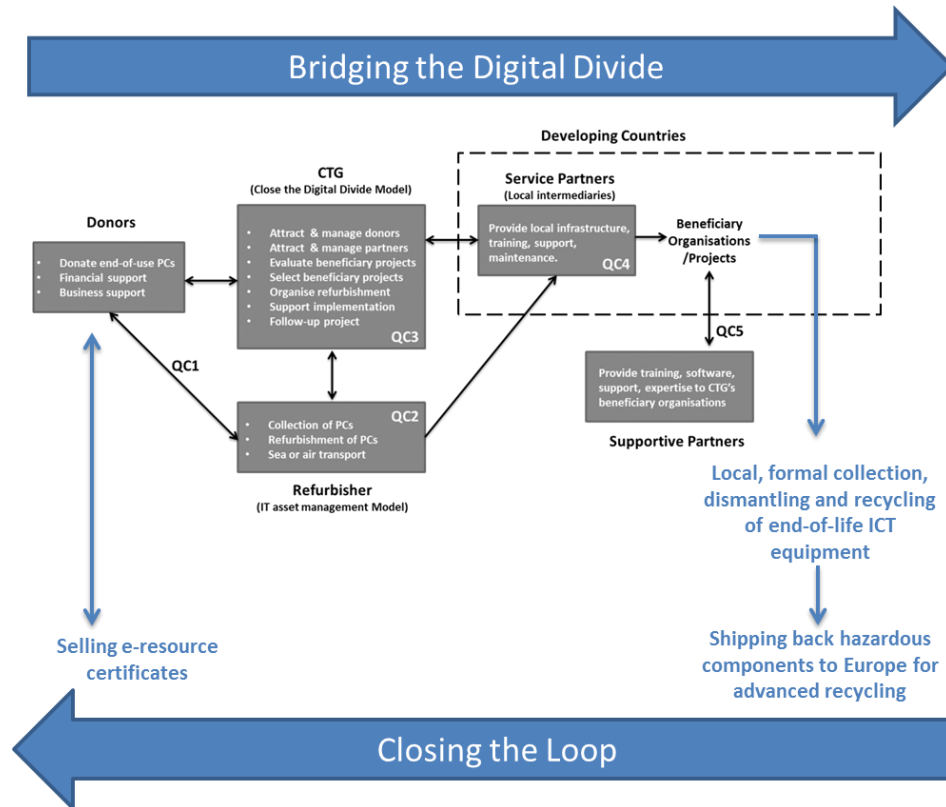 Bridging the Digital Divide
Developing Countries
CTG
(Close the Digital Divide Model)
Service Partners
(Local intermediaries)
Donors
• Donate end-of-use PCs
• Financial support
• Business support
• Attract & manage donors
• Attract & manage partners
• Evaluate beneficiary projects
• Select beneficiary projects
• Organise refurbishment
• Support implementation
• Follow-up project
QC3
Provide local infrastructure,
training, support,
maintenance.
QC4
Beneficiary
Organisations
/Projects
QC1
QC5
QC2
• Collection of PCs
• Refurbishment of PCs
• Sea or air transport
Refurbisher
(IT asset management Model)
Provide training, software,
support, expertise to CTG's
beneficiary organisations
Supportive Partners
Local, formal collection,
dismantling and recycling
of end-of-life ICT
equipment
Selling e-resource
certificates
Shipping back hazardous
components to Europe for
advanced recycling
Closing the Loop